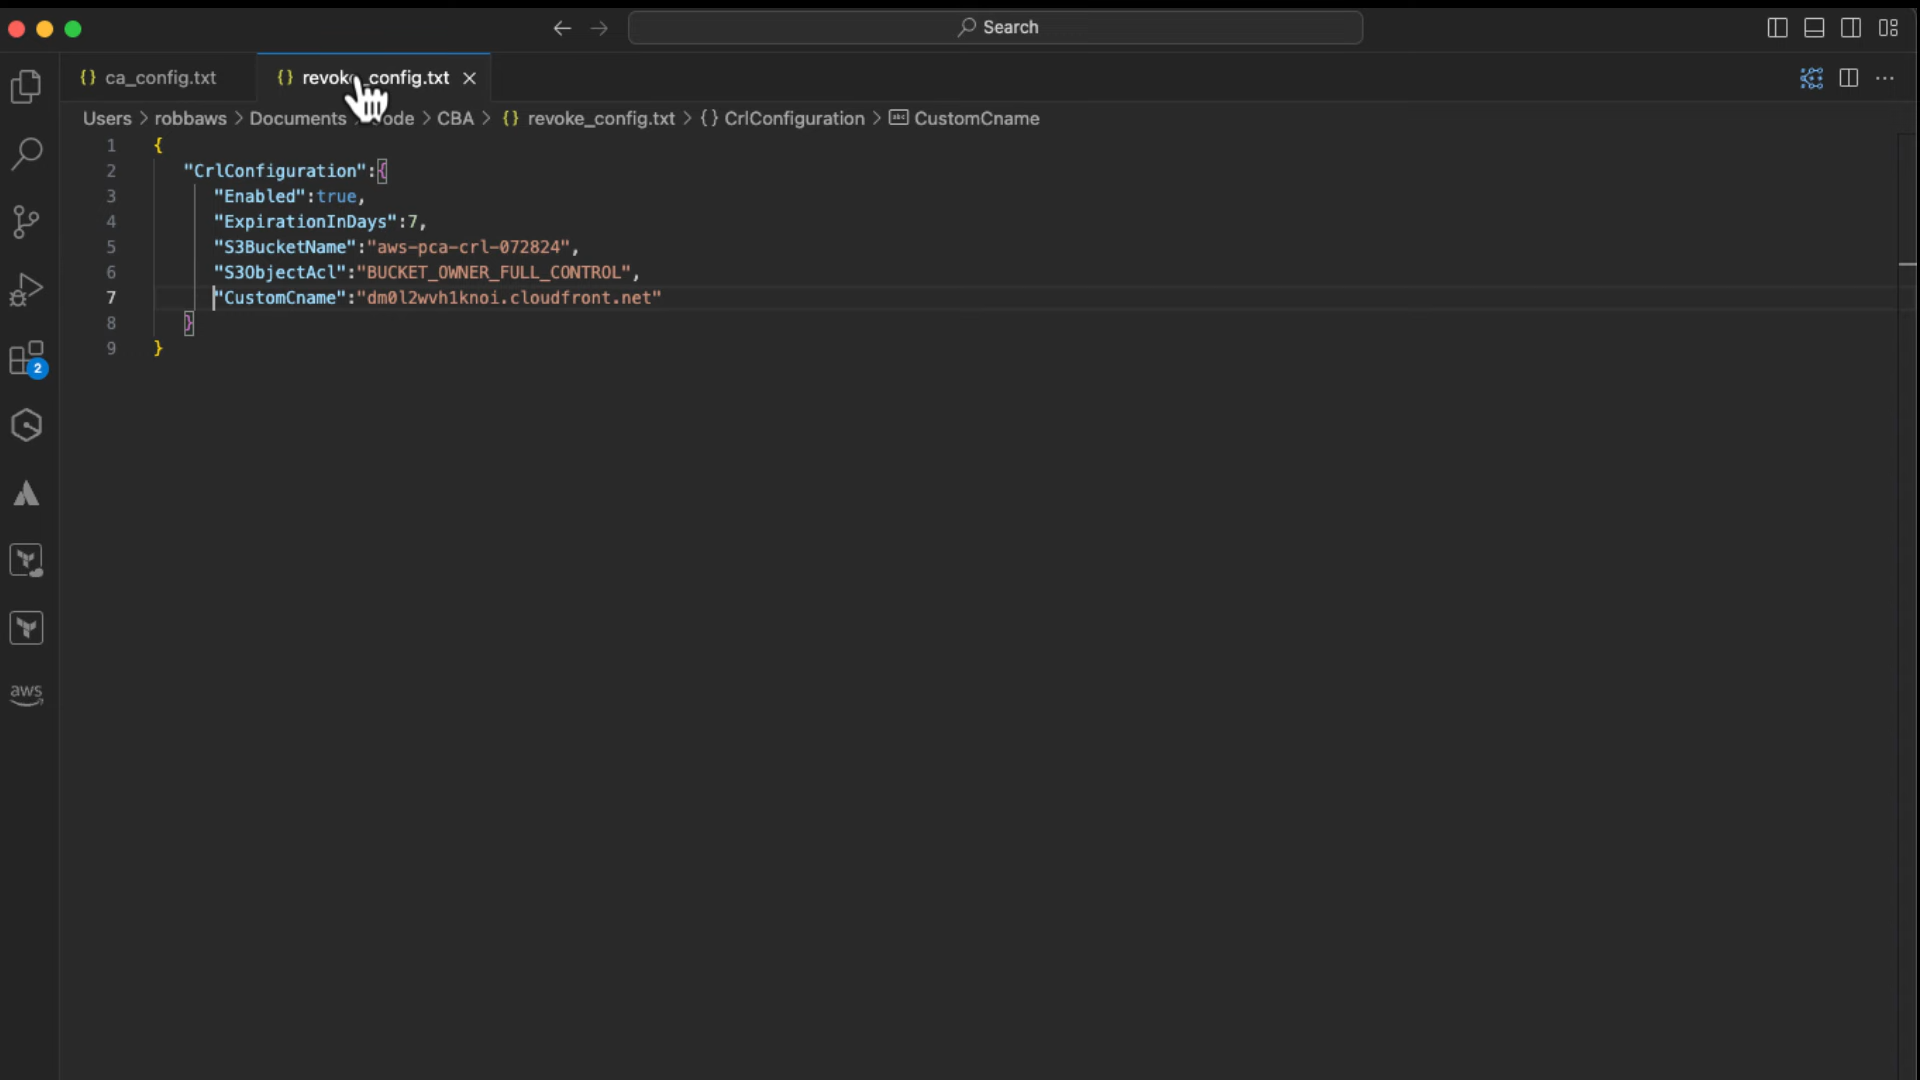 Search
{} ca_config.txt
{} revoke_config.txt
Users > robbaws > Documents > ode > CBA > {} revoke_config.txt > {} CrlConfiguration > abc CustomCname
1 {
2 "CrlConfiguration":{
3 "Enabled":true,
4 "ExpirationInDays":7,
5 "S3BucketName":"aws-pca-crl-072824",
6 "S3ObjectAcl":"BUCKET_OWNER_FULL_CONTROL",
7 "CustomCname":"dm0l2wvh1knoi.cloudfront.net"
8 }
9 }
2
aws